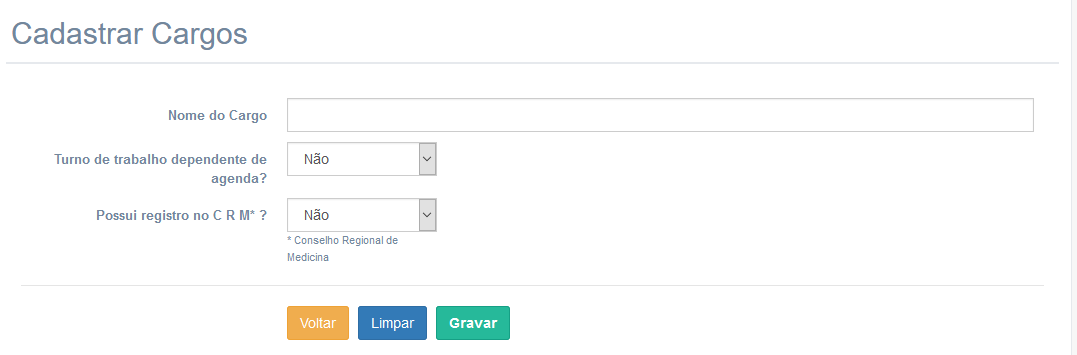 Cadastrar Cargos
Nome do Cargo
Turno de trabalho dependente de
agenda?
Não
Possui registro no C R M* ?
Não
* Conselho Regional de
Medicina
Voltar
Limpar
Gravar